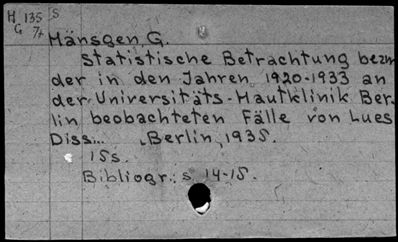 H 135 S
G 7/+
Hänsgen G.
Statistische Betrachtung bezw
der in den Jahren 1920-1933 an
der Universitäts-Hautklinik Ber-
lin beobachteten Fälle von Lues
Diss... Berlin, 1935.
15s.
Bibliogr.: s. 14-15.